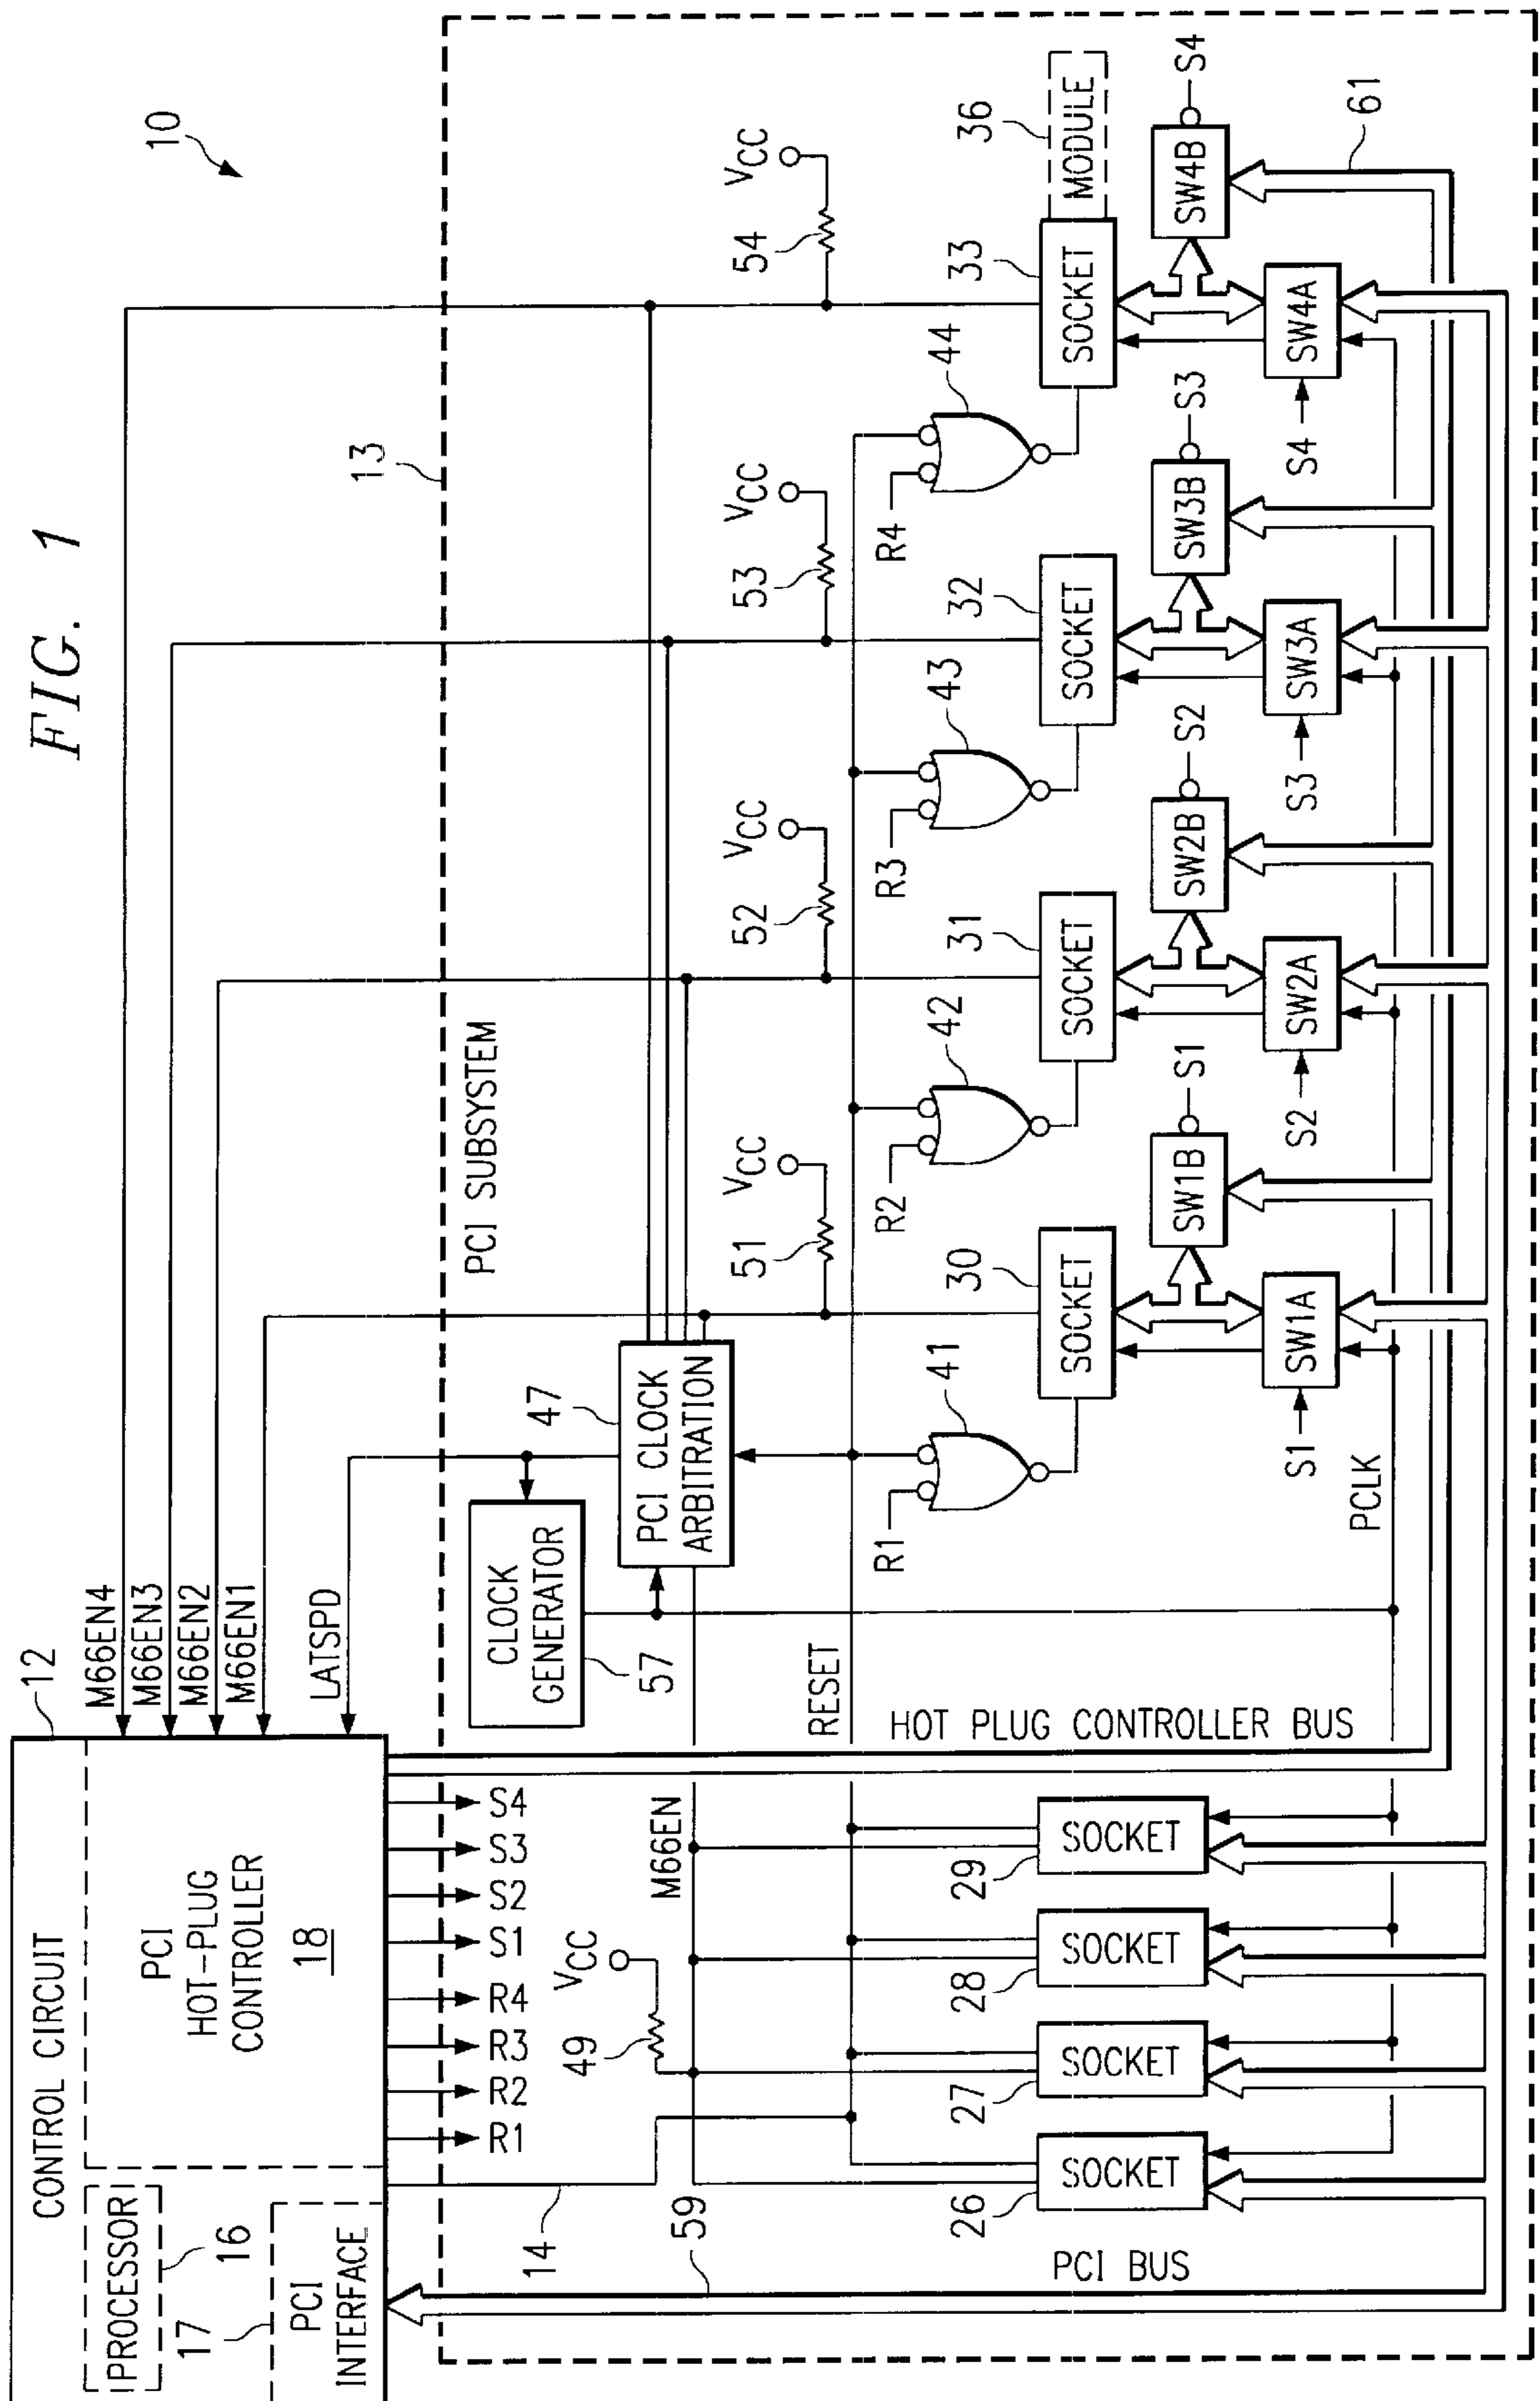 FIG. 1
10
12
CONTROL CIRCUIT
PROCESSOR
16
17
PCI
INTERFACE
PCI
HOT-PLUG
CONTROLLER
18
M66EN4
M66EN3
M66EN2
M66EN1
LATSPD
R1
R2
R3
R4
S1
S2
S3
S4
13
PCI SUBSYSTEM
14
CLOCK
GENERATOR
57
47
PCI CLOCK
ARBITRATION
VCC
49
VCC
51
VCC
52
VCC
53
VCC
54
M66EN
RESET
59
R1
41
R2
42
R3
43
R4
44
HOT PLUG CONTROLLER BUS
PCI BUS
26
SOCKET
27
SOCKET
28
SOCKET
29
SOCKET
30
SOCKET
31
SOCKET
32
SOCKET
33
SOCKET
36
MODULE
SW1B
S1
SW2B
S2
SW3B
S3
SW4B
S4
S1
SW1A
S2
SW2A
S3
SW3A
S4
SW4A
PCLK
61